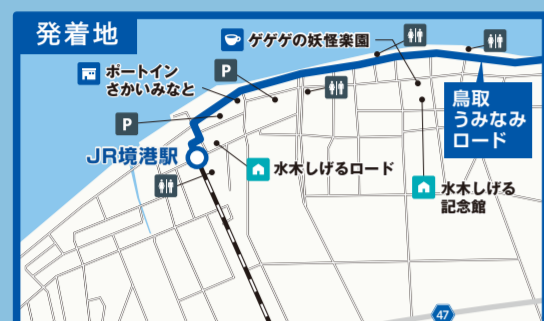 発着地
ゲゲゲの妖怪楽園
ポートイン
さかいみなと
P
P
鳥取
うみなみ
ロード
JR境港駅
水木しげるロード
水木しげる
記念館
47